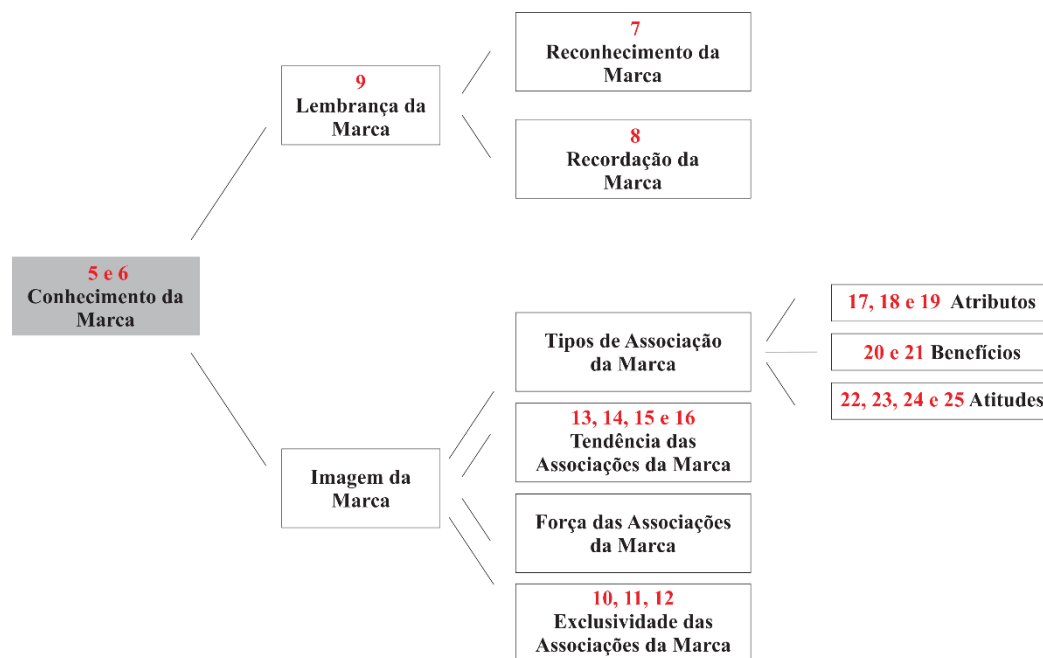 7
Reconhecimento da
Marca
9
Lembrança da
Marca
8
Recordação da
Marca
5 e 6
Conhecimento da
Marca
17, 18 e 19 Atributos
Tipos de Associação
da Marca
20 e 21 Benefícios
22, 23, 24 e 25 Atitudes
13, 14, 15 e 16
Tendência das
Associações da Marca
Imagem da
Marca
Força das Associações
da Marca
10, 11, 12
Exclusividade das
Associações da Marca